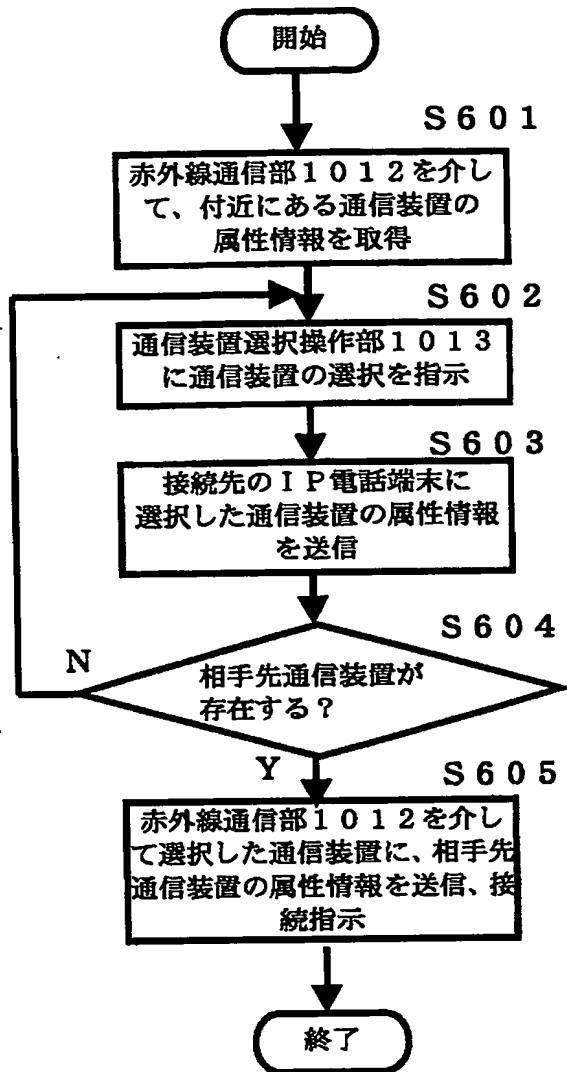 開始
S601
赤外線通信部1012を介し
て、付近にある通信装置の
属性情報を取得
S602
通信装置選択操作部1013
に通信装置の選択を指示
S603
接続先のIP電話端末に
選択した通信装置の属性情報
を送信
S604
N
相手先通信装置が
存在する?
Y
S605
赤外線通信部1012を介し
て選択した通信装置に、相手先
通信装置の属性情報を送信、接
続指示
終了